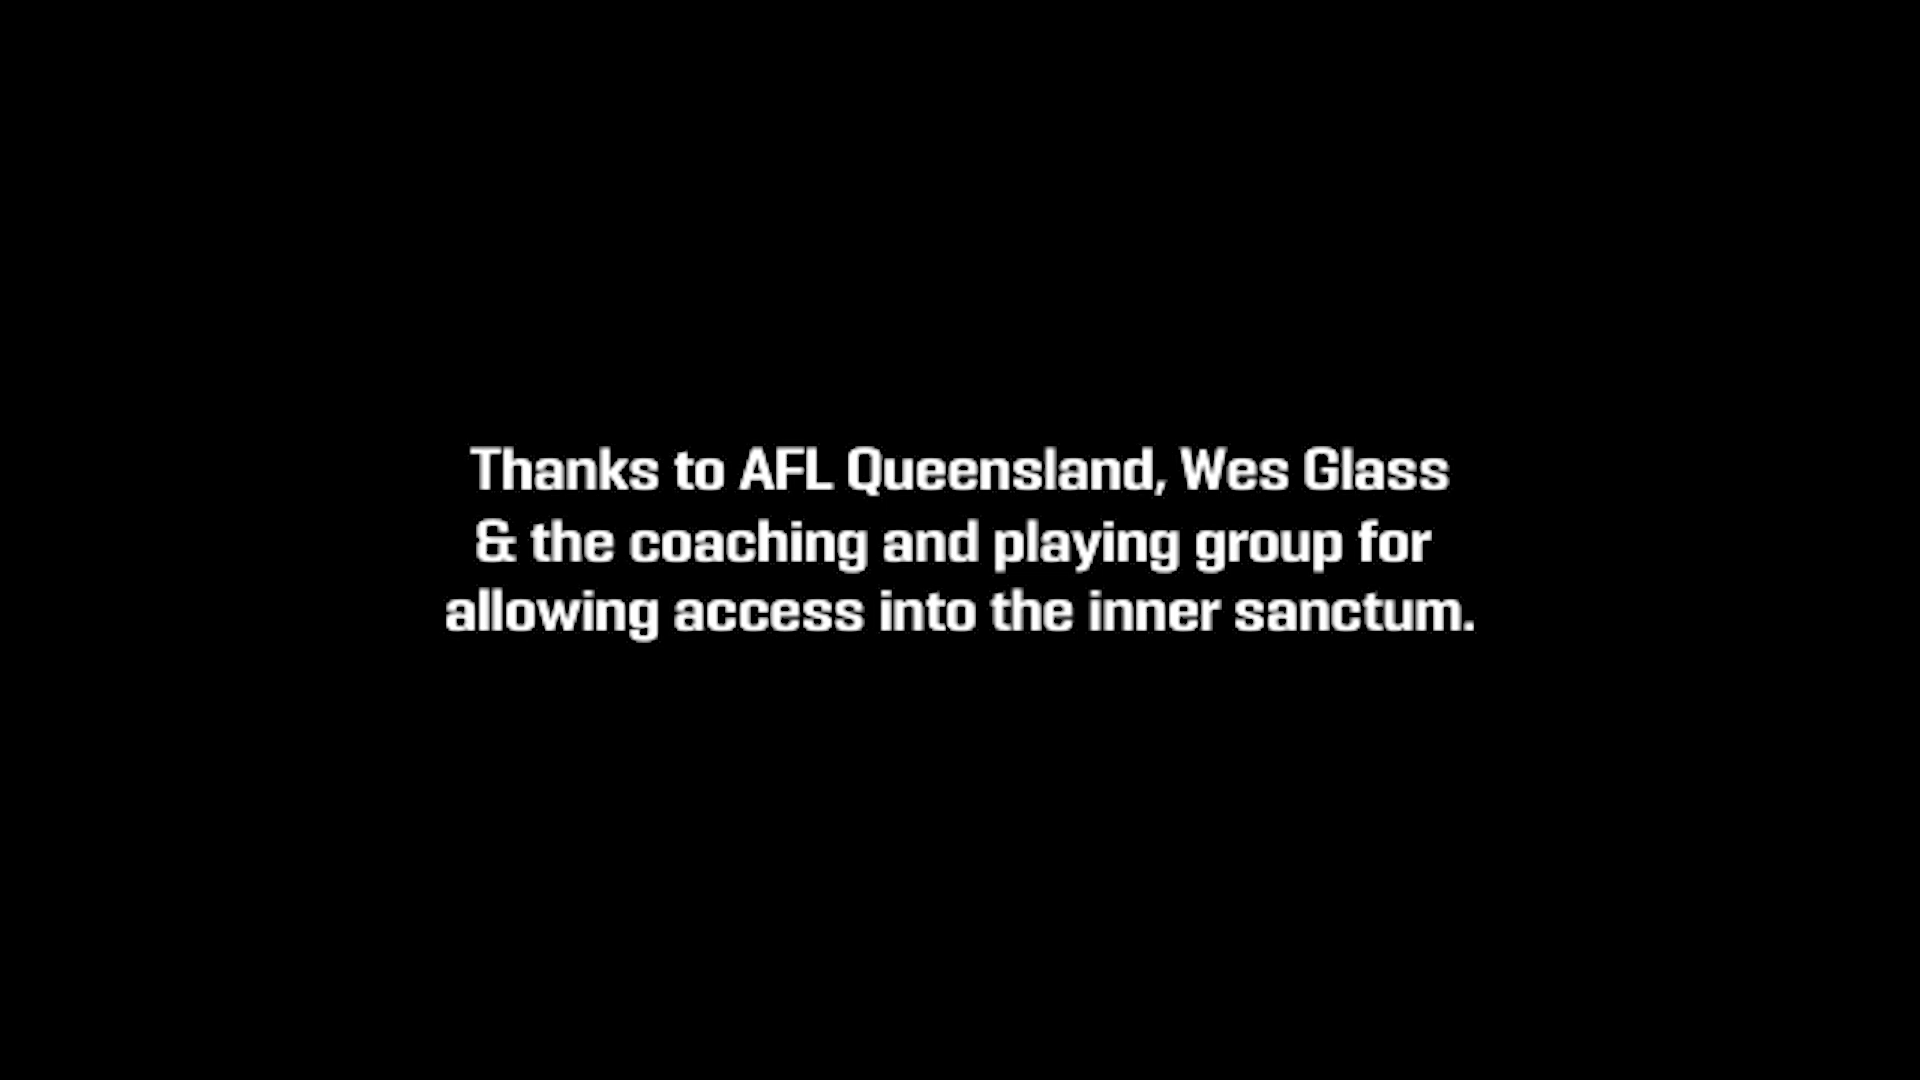 Thanks to AFL Queensland, Wes Glass
& the coaching and playing group for
allowing access into the inner sanctum.